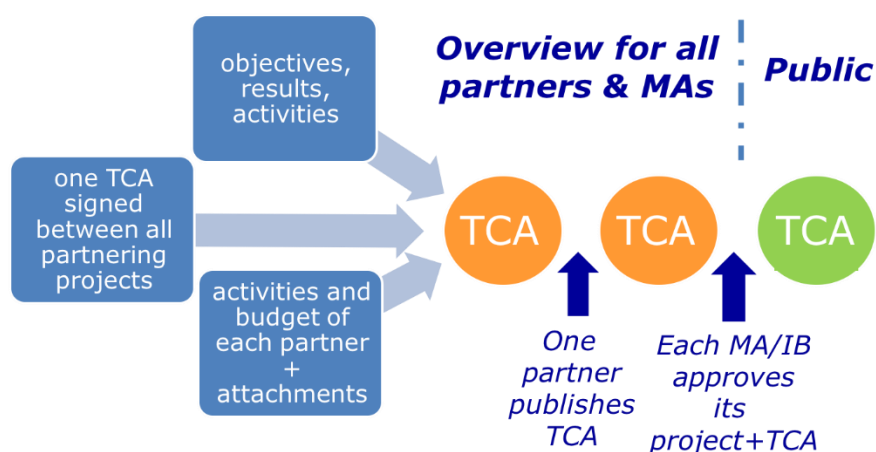 objectives,
results,
activities
one TCA
signed
between all
partnering
projects
activities and
budget of
each partner
+
attachments
Overview for all
partners & MAs
Public
TCA
TCA
TCA
One
partner
publishes
TCA
Each MA/IB
approves
its
project+TCA